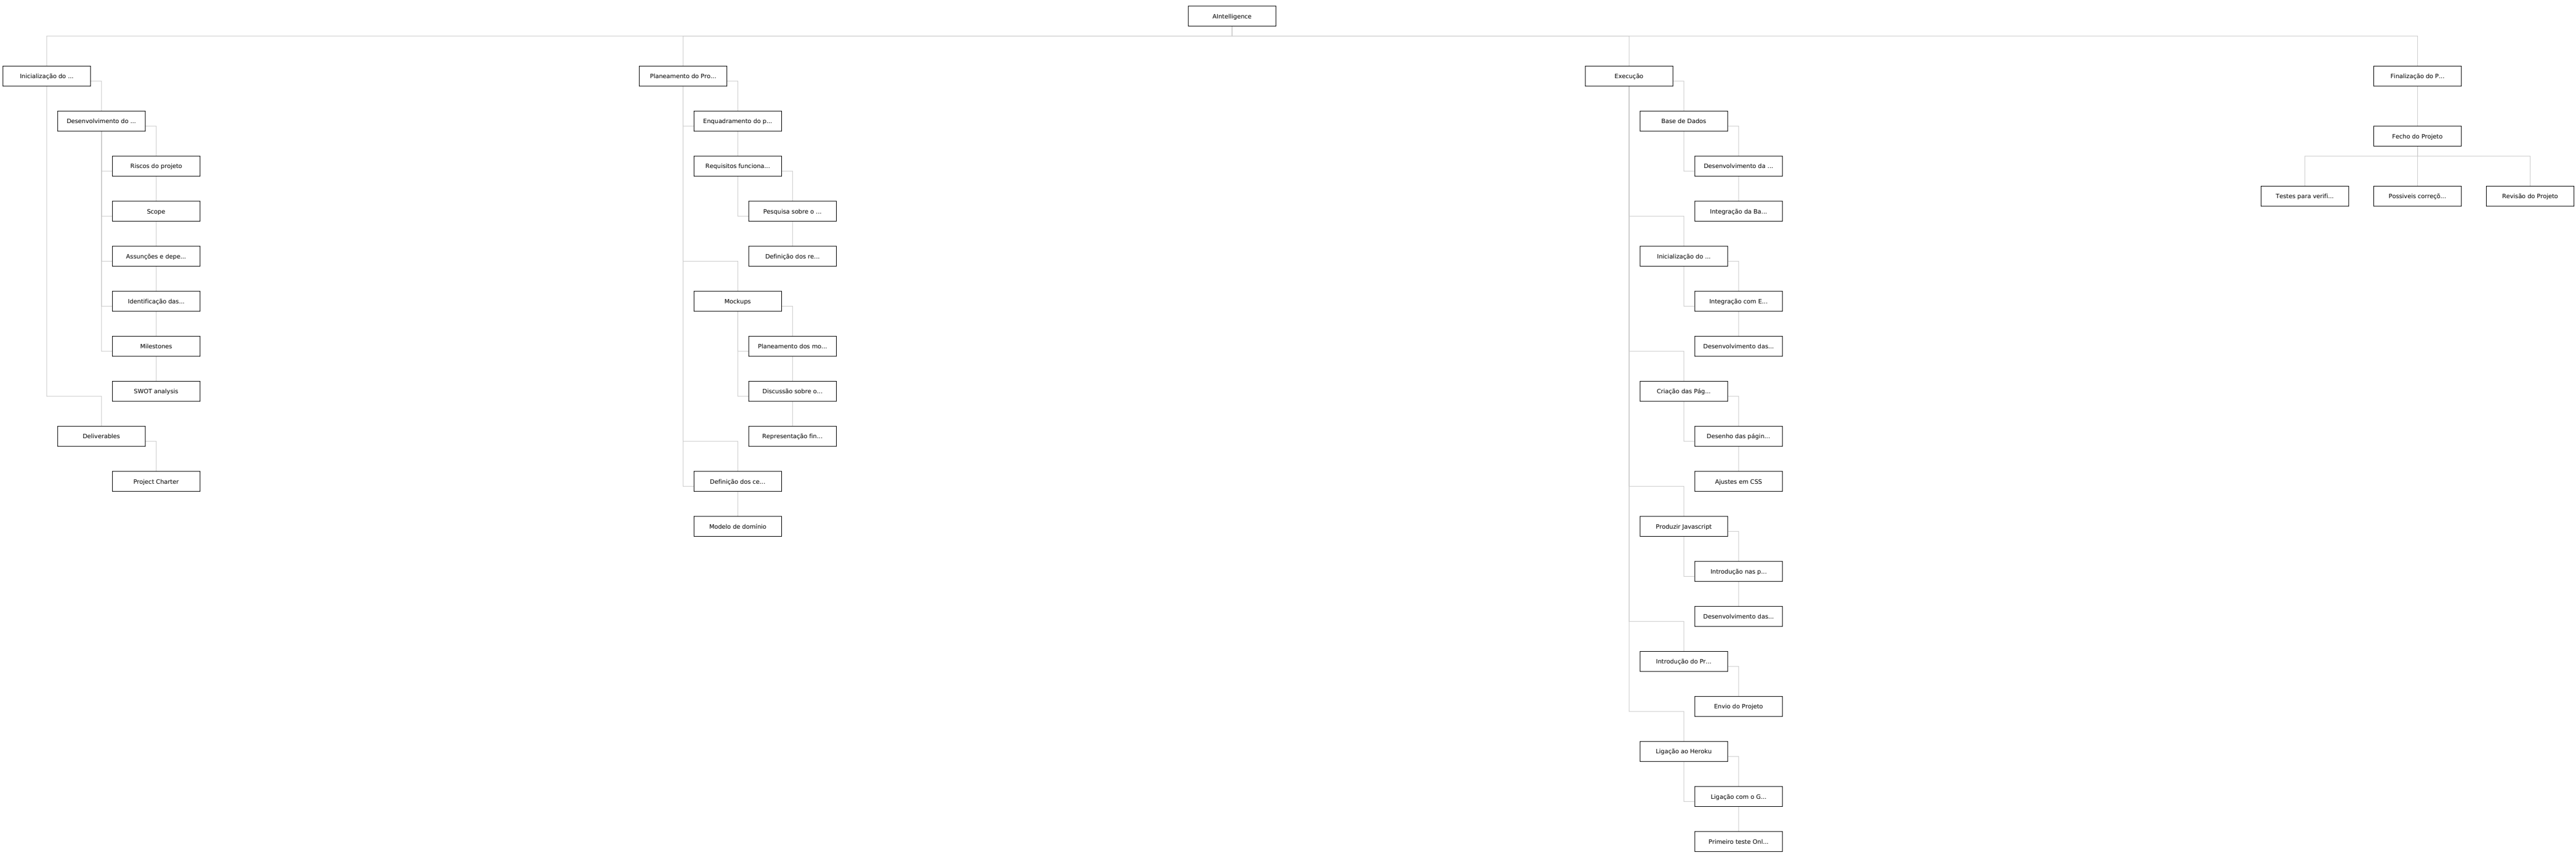 AIntelligence
Inicialização do ...
Desenvolvimento do ...
Riscos do projeto
Scope
Assunções e depe...
Identificação das...
Milestones
SWOT analysis
Deliverables
Project Charter
Planeamento do Pro...
Enquadramento do p...
Requisitos funciona...
Pesquisa sobre o ...
Definição dos re...
Mockups
Planeamento dos mo...
Discussão sobre o...
Representação fin...
Definição dos ce...
Modelo de domínio
Execução
Base de Dados
Desenvolvimento da ...
Integração da Ba...
Inicialização do ...
Integração com E...
Desenvolvimento das...
Criação das Pág...
Desenho das págin...
Ajustes em CSS
Produzir Javascript
Introdução nas p...
Desenvolvimento das...
Introdução do Pr...
Envio do Projeto
Ligação ao Heroku
Ligação com o G...
Primeiro teste Onl...
Finalização do P...
Fecho do Projeto
Testes para verifi...
Possiveis correçõ...
Revisão do Projeto